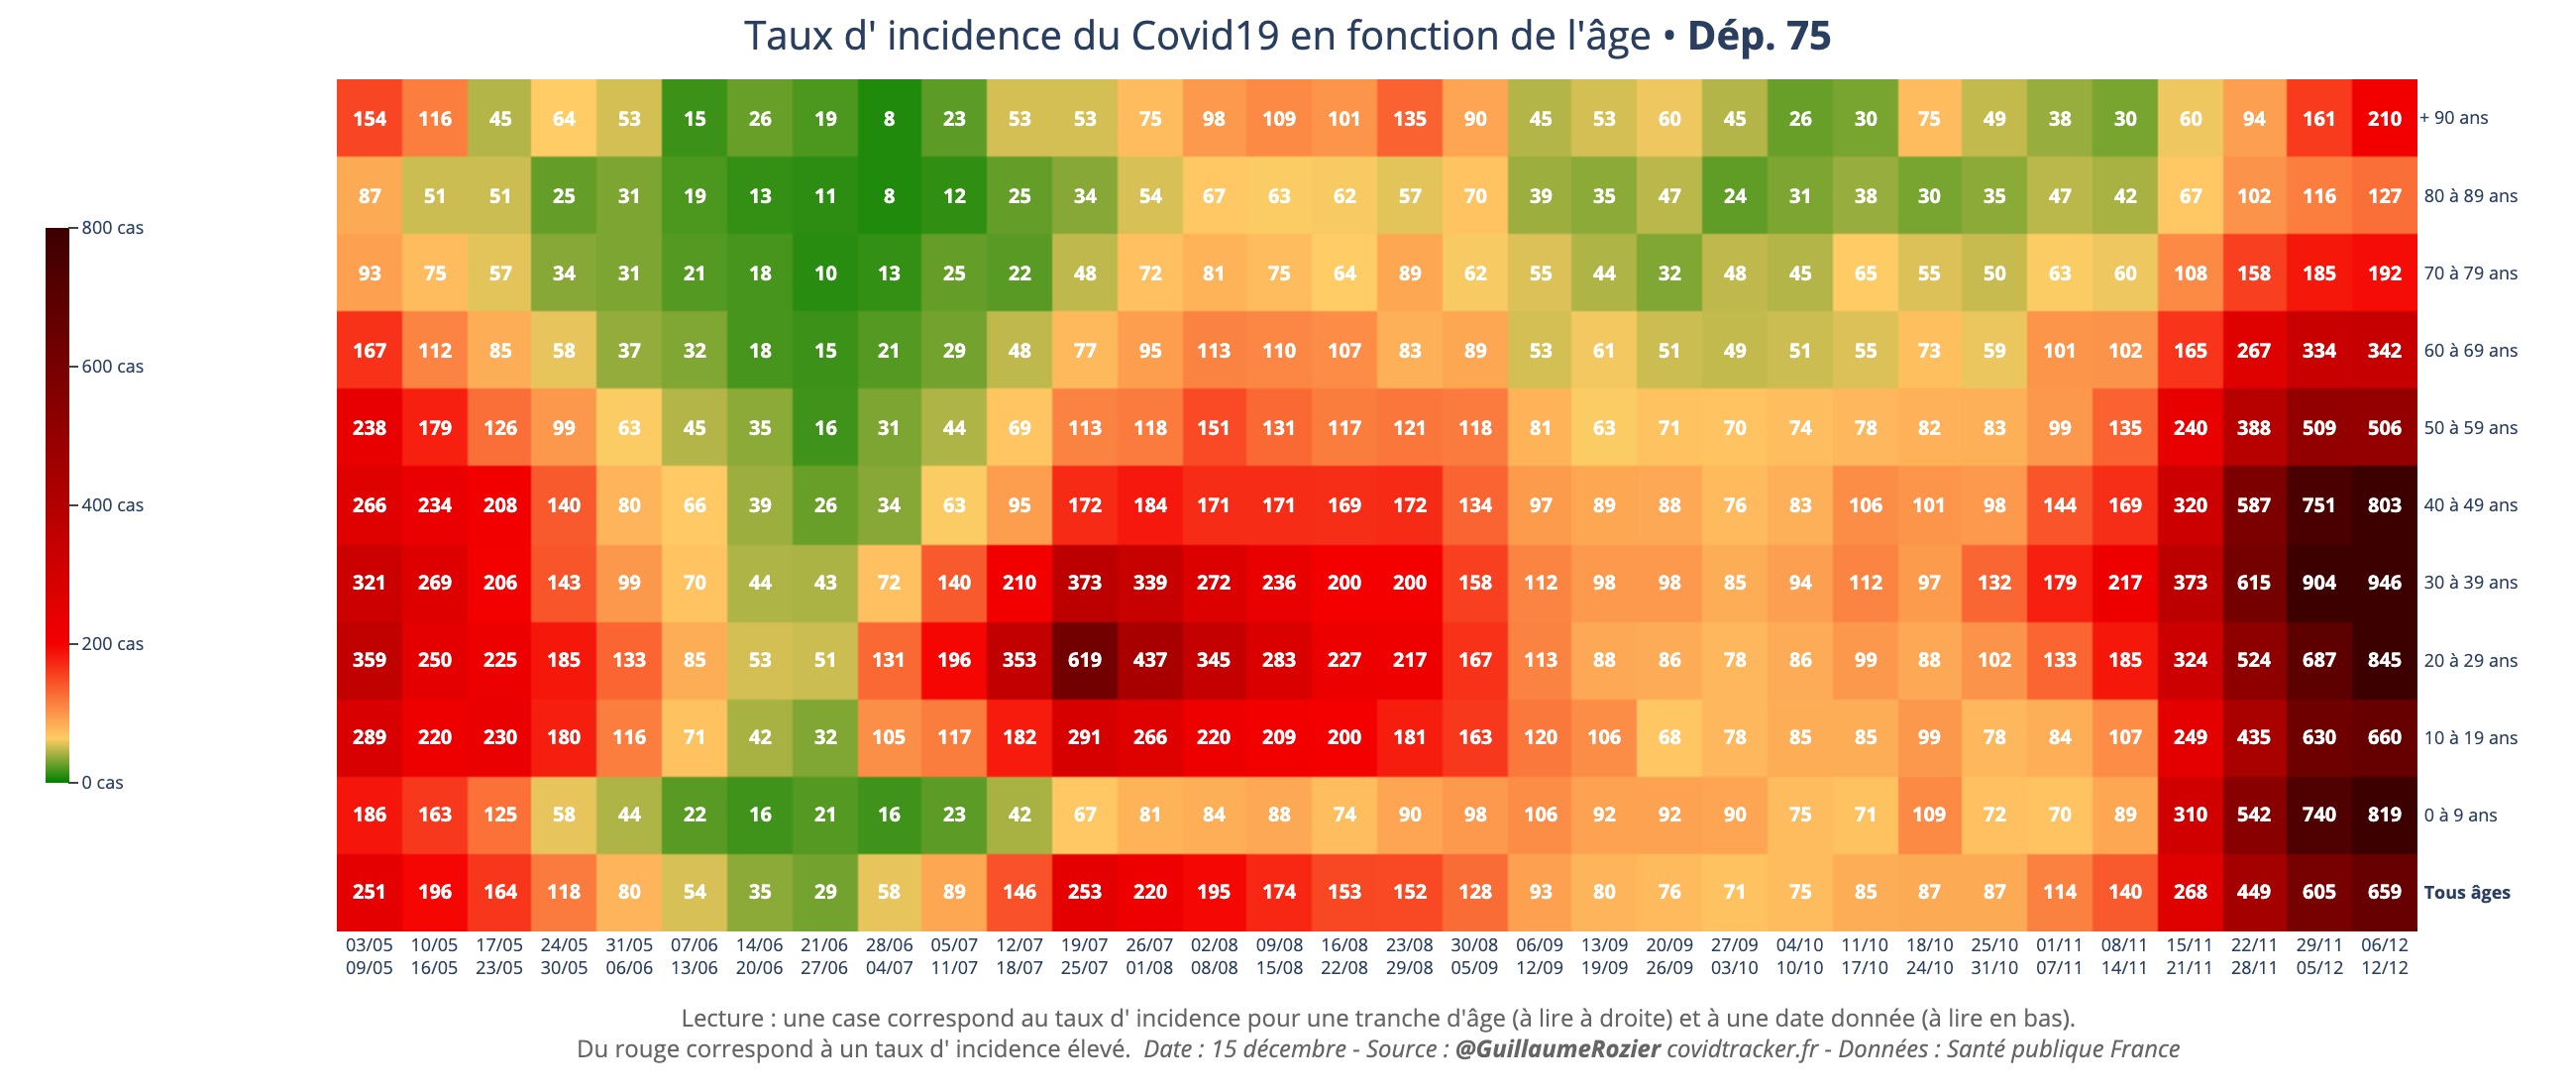 Taux d' incidence du Covid19 en fonction de l'âge • Dép. 75
154 116 45 64 53 15 26 19 8 23 53 53 75 98 109 101 135 90 45 53 60 45 26 30 75 49 38 30 60 94 161 210 + 90 ans
87 51 51 25 31 19 13 11 8 12 25 34 54 67 63 62 57 70 39 35 47 24 31 38 30 35 47 42 67 102 116 127 80 à 89 ans
800 cas
93 75 57 34 31 21 18 10 13 25 22 48 72 81 75 64 89 62 55 44 32 48 45 65 55 50 63 60 108 158 185 192 70 à 79 ans
167 112 85 58 37 32 18 15 21 29 48 77 95 113 110 107 83 89 53 61 51 49 51 55 73 59 101 102 165 267 334 342 60 à 69 ans
600 cas
238 179 126 99 63 45 35 16 31 44 69 113 118 151 131 117 121 118 81 63 71 70 74 78 82 83 99 135 240 388 509 506 50 à 59 ans
400 cas
266 234 208 140 80 66 39 26 34 63 95 172 184 171 171 169 172 134 97 89 88 76 83 106 101 98 144 169 320 587 751 803 40 à 49 ans
321 269 206 143 99 70 44 43 72 140 210 373 339 272 236 200 200 158 112 98 98 85 94 112 97 132 179 217 373 615 904 946 30 à 39 ans
200 cas
359 250 225 185 133 85 53 51 131 196 353 619 437 345 283 227 217 167 113 88 86 78 86 99 88 102 133 185 324 524 687 845 20 à 29 ans
289 220 230 180 116 71 42 32 105 117 182 291 266 220 209 200 181 163 120 106 68 78 85 85 99 78 84 107 249 435 630 660 10 à 19 ans
0 cas
186 163 125 58 44 22 16 21 16 23 42 67 81 84 88 74 90 98 106 92 92 90 75 71 109 72 70 89 310 542 740 819 0 à 9 ans
251 196 164 118 80 54 35 29 58 89 146 253 220 195 174 153 152 128 93 80 76 71 75 85 87 87 114 140 268 449 605 659 Tous âges
03/05 10/05 17/05 24/05 31/05 07/06 14/06 21/06 28/06 05/07 12/07 19/07 26/07 02/08 09/08 16/08 23/08 30/08 06/09 13/09 20/09 27/09 04/10 11/10 18/10 25/10 01/11 08/11 15/11 22/11 29/11 06/12
09/05 16/05 23/05 30/05 06/06 13/06 20/06 27/06 04/07 11/07 18/07 25/07 01/08 08/08 15/08 22/08 29/08 05/09 12/09 19/09 26/09 03/10 10/10 17/10 24/10 31/10 07/11 14/11 21/11 28/11 05/12 12/12
Lecture : une case correspond au taux d' incidence pour une tranche d'âge (à lire à droite) et à une date donnée (à lire en bas).
Du rouge correspond à un taux d' incidence élevé. Date : 15 décembre - Source : @GuillaumeRozier covidtracker.fr - Données : Santé publique France